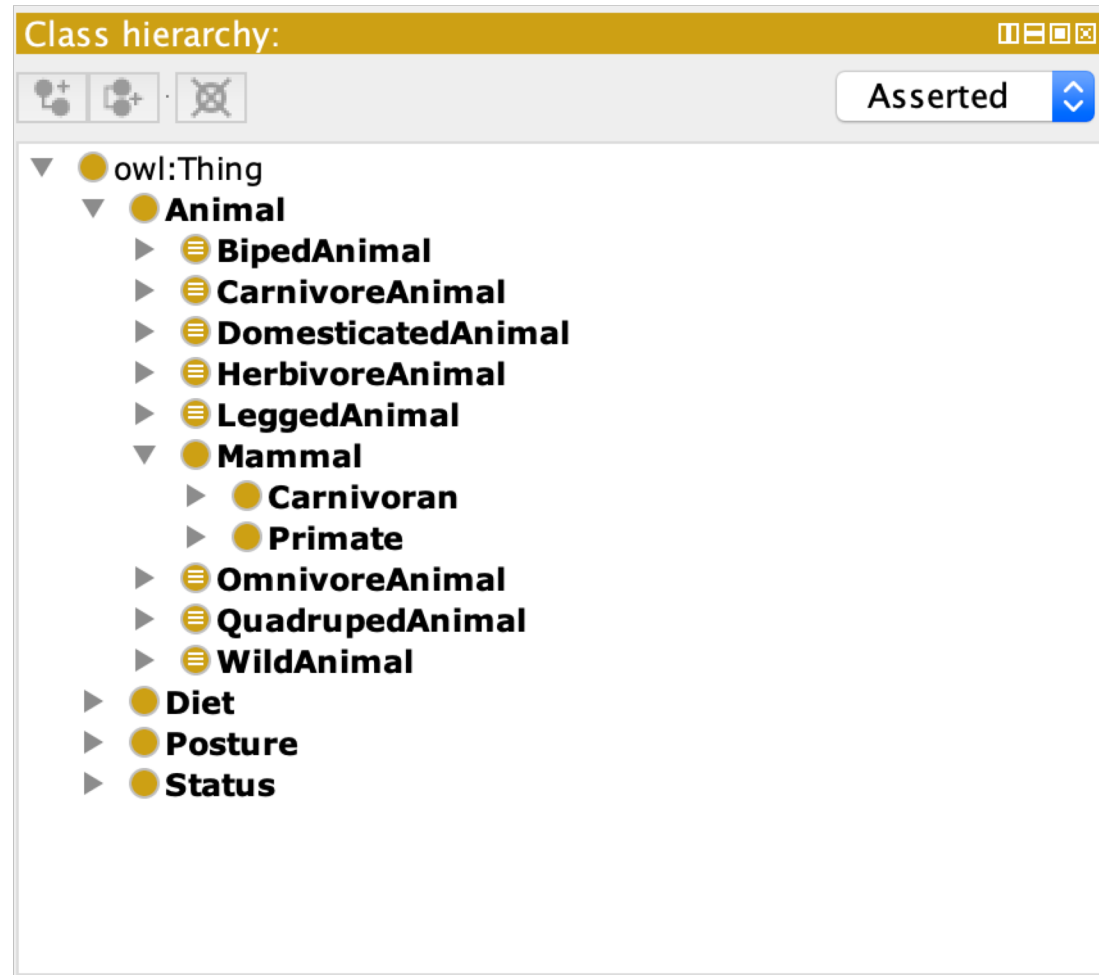 Class hierarchy:
Asserted
owl:Thing
Animal
BipedAnimal
CarnivoreAnimal
DomesticatedAnimal
HerbivoreAnimal
LeggedAnimal
Mammal
Carnivoran
Primate
OmnivoreAnimal
QuadrupedAnimal
WildAnimal
Diet
Posture
Status